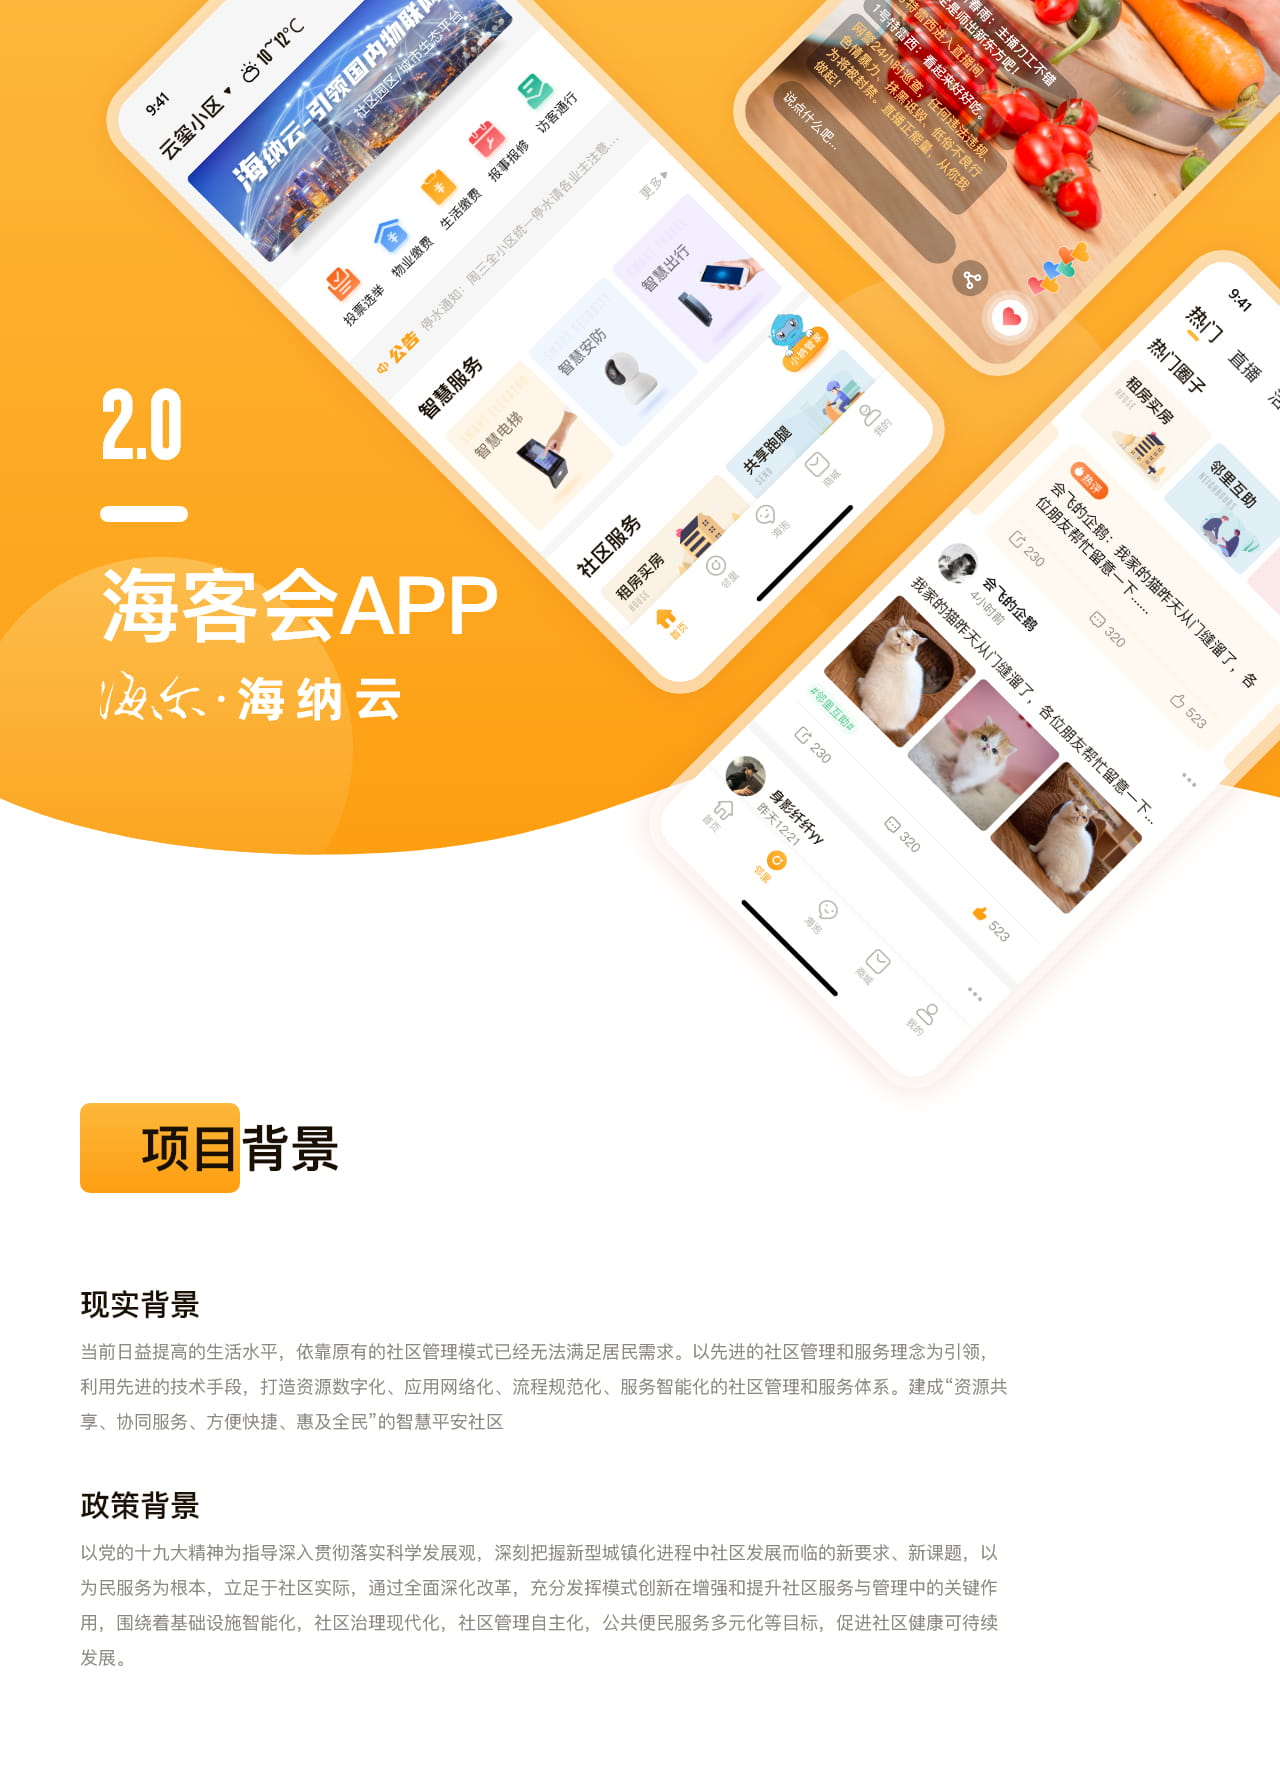 2.0
海客会APP
海尔·海纳云
9:41
云玺小区
10~12℃
海纳云-引领国内物联网
社区园区/城市生态平台
投票选举
物业缴费
生活缴费
报事报修
访客通行
公告
停水通知：周三全小区统一停水请各业主注意....
智慧服务
更多
智慧电梯
智慧安防
智慧出行
小纳管家
社区服务
租房买房
HOUSE
共享跑腿
SEND
首页
邻里
海泡
商城
我的
春雨：主播刀工不错
定是师出新东方吧！
1号特雷西进入直播间
1号特雷西：看起来好好吃。
网警24小时巡查，任何违法违规、
色情暴力、抹黑诋毁、低俗不良行
为将被封禁。直播正能量，从你我
做起！
说点什么吧...
9:41
热门
直播
活
热门圈子
租房买房
HOUSE
邻里互助
NEIGHBOURS
热评
会飞的企鹅：我家的猫昨天从门缝溜了，各
位朋友帮忙留意一下......
230
320
523
会飞的企鹅
4小时前
我家的猫昨天从门缝溜了，各位朋友帮忙留意一下...
#邻里互助#
230
320
523
身影纤纤yy
昨天12:21
首页
邻里
海泡
商城
我的
项目背景
现实背景
当前日益提高的生活水平，依靠原有的社区管理模式已经无法满足居民需求。以先进的社区管理和服务理念为引领，
利用先进的技术手段，打造资源数字化、应用网络化、流程规范化、服务智能化的社区管理和服务体系。建成“资源共
享、协同服务、方便快捷、惠及全民”的智慧平安社区
政策背景
以党的十九大精神为指导深入贯彻落实科学发展观，深刻把握新型城镇化进程中社区发展而临的新要求、新课题，以
为民服务为根本，立足于社区实际，通过全面深化改革，充分发挥模式创新在增强和提升社区服务与管理中的关键作
用，围绕着基础设施智能化，社区治理现代化，社区管理自主化，公共便民服务多元化等目标，促进社区健康可待续
发展。